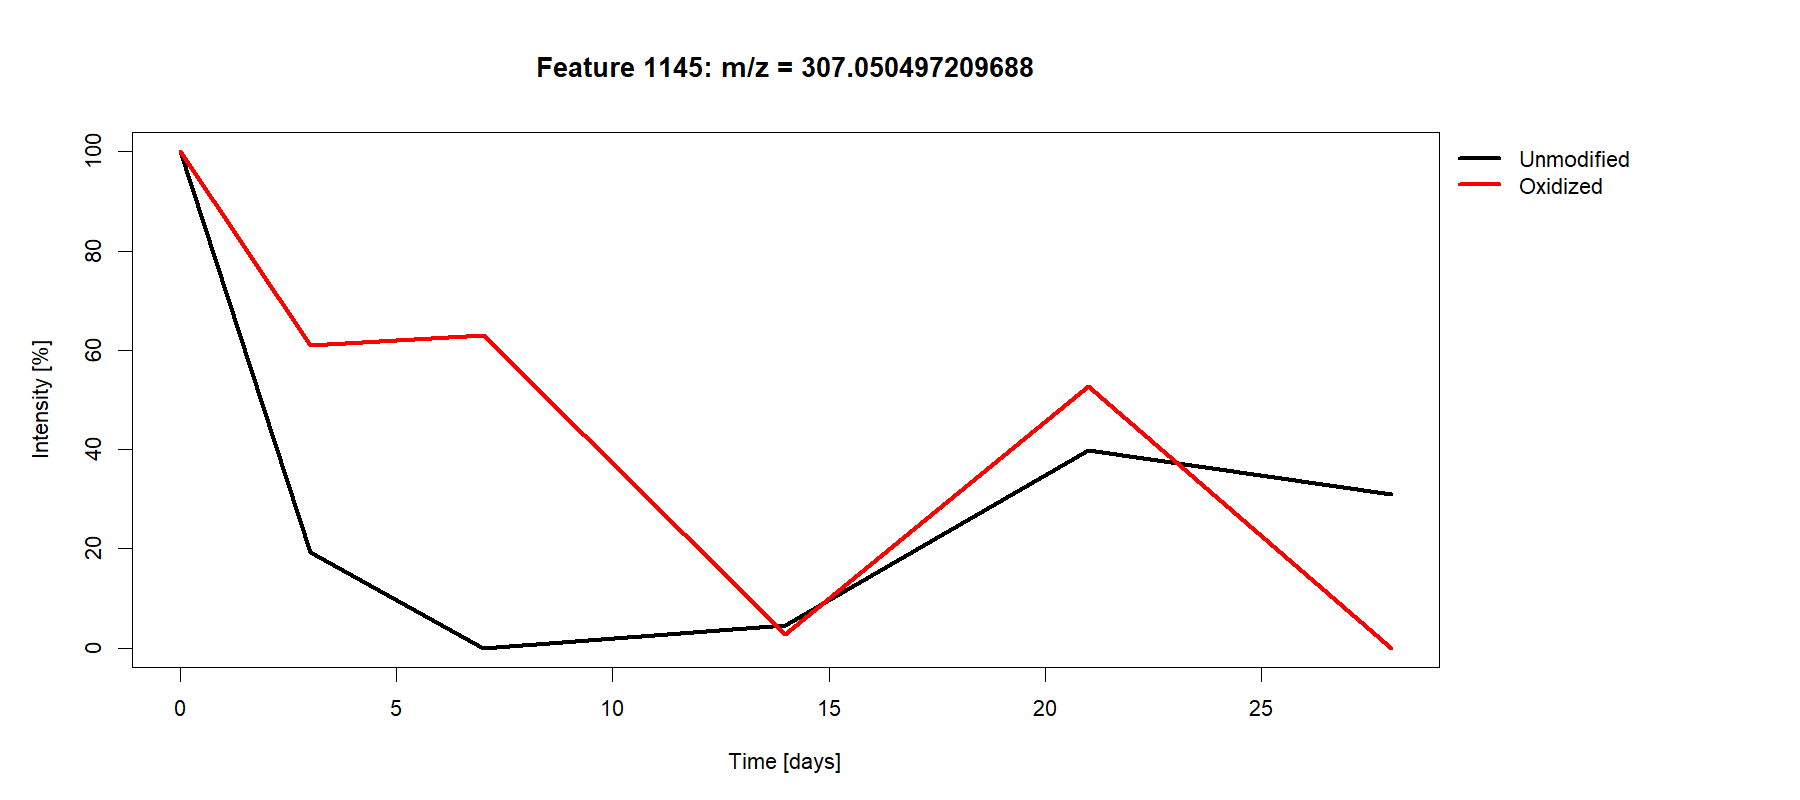 Feature 1145: m/z = 307.050497209688
Unmodified
Oxidized
Intensity [%]
100
80
60
40
20
0
0 5 10 15 20 25
Time [days]